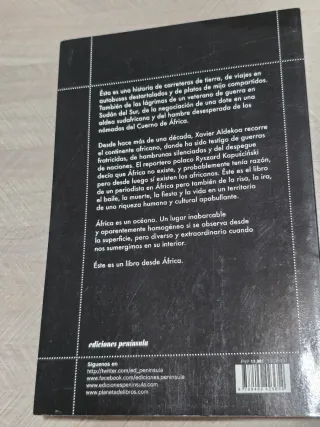 Ésta es una historia de carreteras de tierra, de viajes en
autobuses destartalados y de platos de mijo compartidos.
También de las lágrimas de un veterano de guerra en
Sudán del Sur, de la negociación de una dote en una
aldea sudafricana y del hambre desesperado de los
nómadas del Cuerno de África.
Desde hace más de una década, Xavier Aldekoa recorre
el continente africano, donde ha sido testigo de guerras
fratricidas, de hambrunas silenciadas y del despegue
de naciones. El reportero polaco Ryszard Kapuściński
decía que África no existe, y probablemente tenía razón,
pero desde luego sí existen los africanos. Éste es el libro
de un periodista en África pero también de la risa, la ira,
el baile, la muerte, la fiesta y la vida en un territorio
de una riqueza humana y cultural apabullante.
África es un océano. Un lugar inabarcable
y aparentemente homogéneo si se observa desde
la superficie, pero diverso y extraordinario cuando
nos sumergimos en su interior.
Éste es un libro desde África.
ediciones península
Síguenos en
http://twitter.com/ed_peninsula
www.facebook.com/ediciones.peninsula
www.edicionespeninsula.com
www.planetadelibros.com
PVP